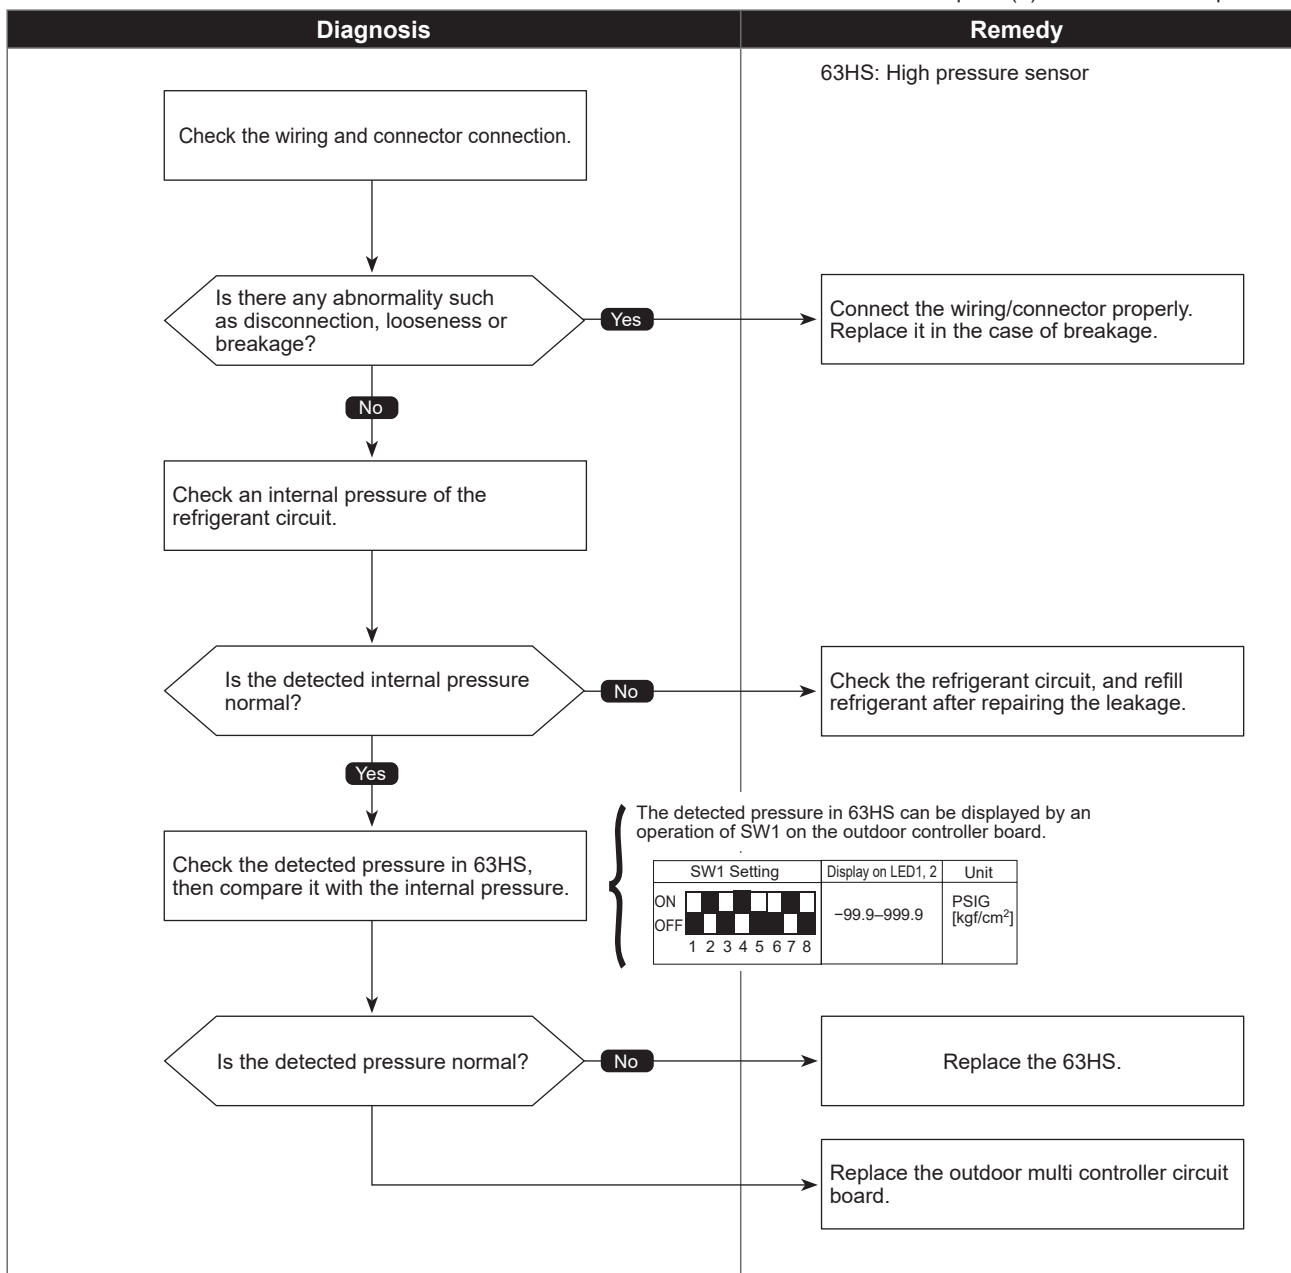 Diagnosis
Remedy
63HS: High pressure sensor
Check the wiring and connector connection.
Is there any abnormality such
as disconnection, looseness or
breakage?
Yes
Connect the wiring/connector properly.
Replace it in the case of breakage.
No
Check an internal pressure of the
refrigerant circuit.
Is the detected internal pressure
normal?
No
Check the refrigerant circuit, and refill
refrigerant after repairing the leakage.
Yes
The detected pressure in 63HS can be displayed by an
operation of SW1 on the outdoor controller board.
Check the detected pressure in 63HS,
then compare it with the internal pressure.
SW1 Setting
Display on LED1, 2
Unit
ON
OFF
1 2 3 4 5 6 7 8
−99.9–999.9
PSIG
[kgf/cm²]
Is the detected pressure normal?
No
Replace the 63HS.
Replace the outdoor multi controller circuit
board.